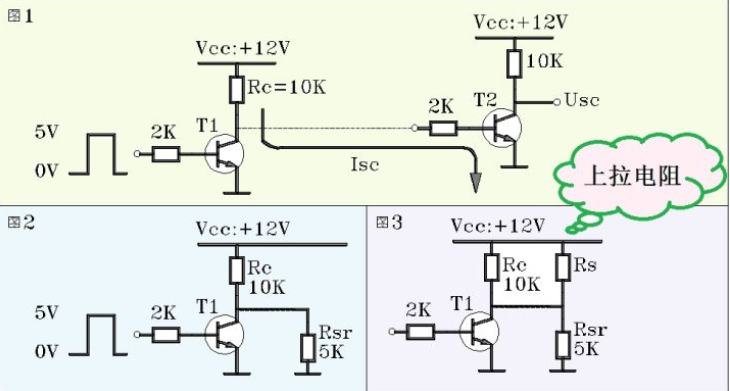 图1
Vcc:+12V
Vcc:+12V
Rc=10K
10K
5V
0V
2K
T1
2K
T2
Usc
Isc
上拉电阻
图2
Vcc:+12V
Rc
10K
5V
0V
2K
T1
Rsr
5K
图3
Vcc:+12V
Rc
10K
Rs
2K
T1
Rsr
5K